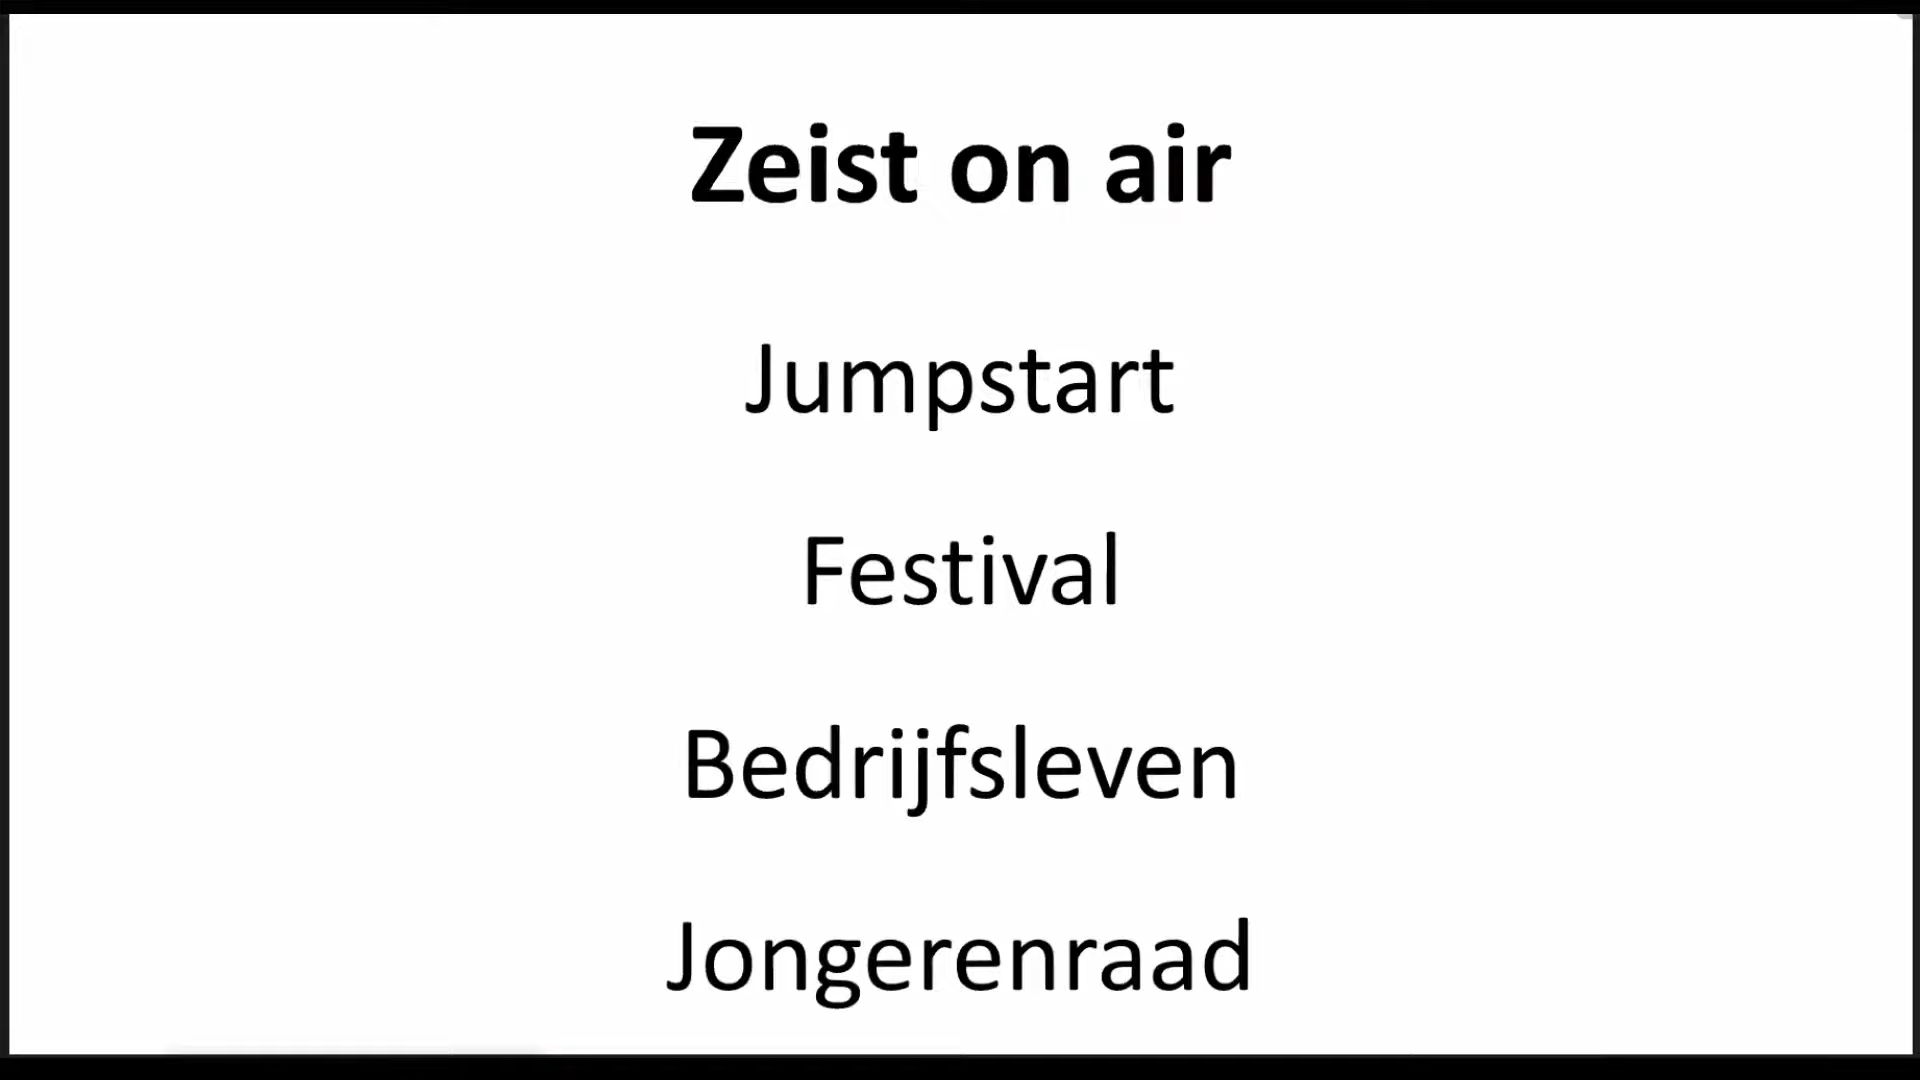 Zeist on air
Jumpstart
Festival
Bedrijfsleven
Jongerenraad